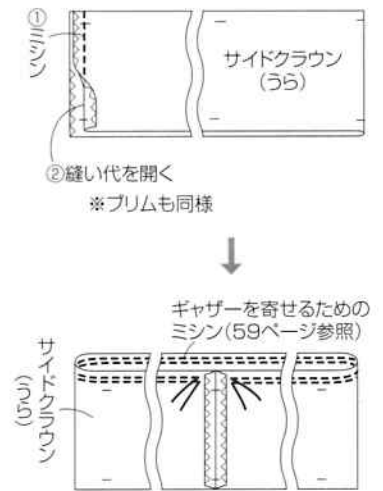 ①ミシン
サイドクラウン
(うら)
②縫い代を開く
※ブリムも同様
ギャザーを寄せるための
ミシン(59ページ参照)
サイドクラウン
(うら)